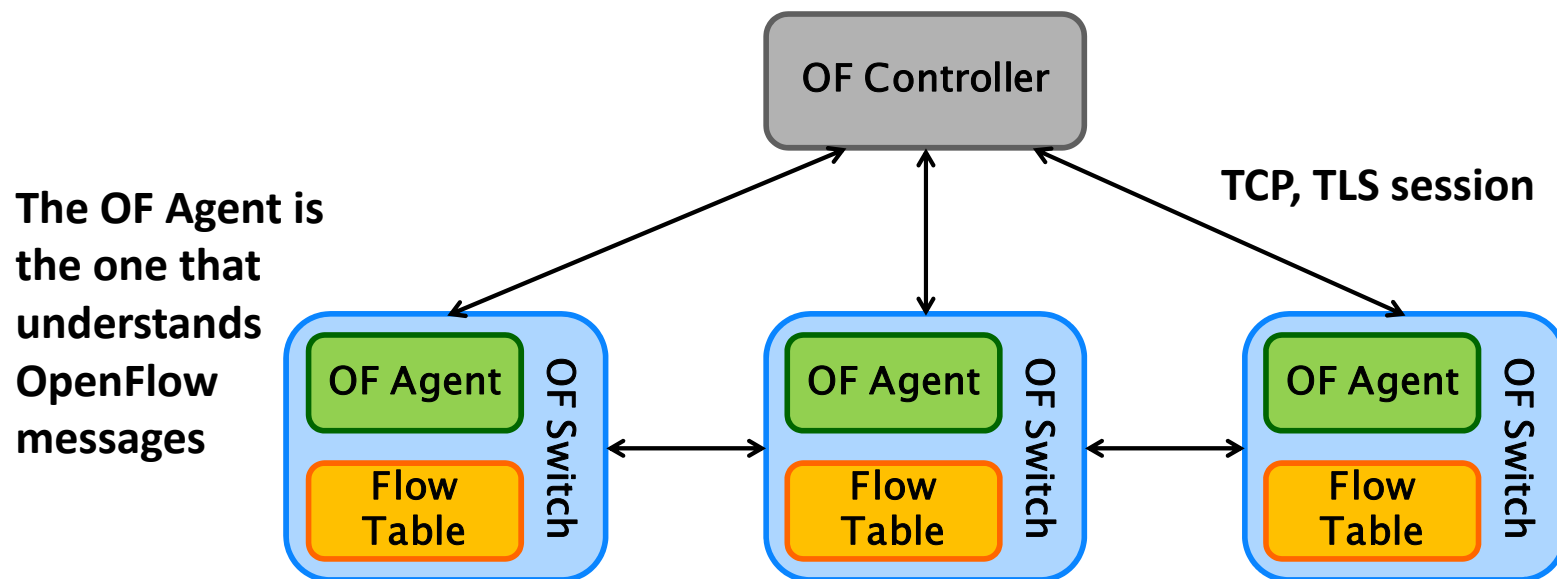 OF Controller
TCP, TLS session
The OF Agent is
the one that
understands
OpenFlow
messages
OF Agent
Flow
Table
OF Switch
OF Agent
Flow
Table
OF Switch
OF Agent
Flow
Table
OF Switch